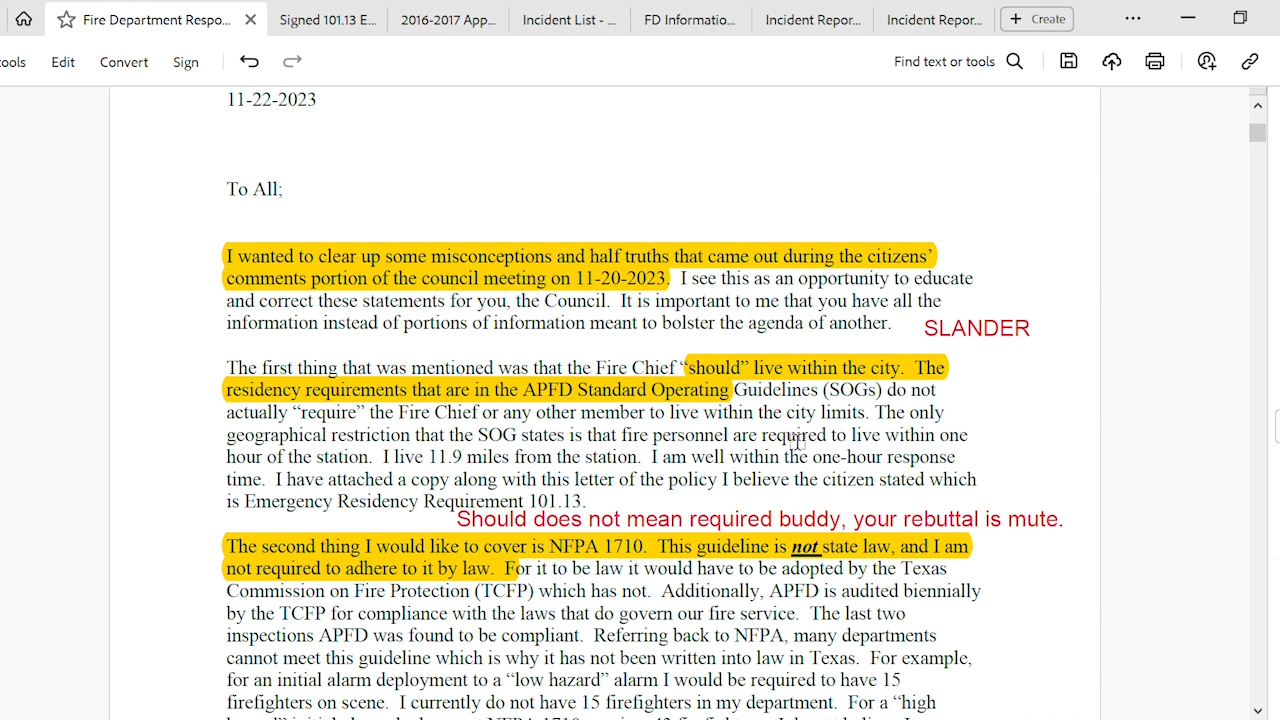 Fire Department Respo...
Signed 101.13 E...
2016-2017 App...
Incident List - ...
FD Informatio...
Incident Repor...
Incident Repor...
+ Create
ools
Edit
Convert
Sign
Find text or tools
11-22-2023
To All;
I wanted to clear up some misconceptions and half truths that came out during the citizens’
comments portion of the council meeting on 11-20-2023. I see this as an opportunity to educate
and correct these statements for you, the Council. It is important to me that you have all the
information instead of portions of information meant to bolster the agenda of another.
SLANDER
The first thing that was mentioned was that the Fire Chief “should” live within the city. The
residency requirements that are in the APFD Standard Operating Guidelines (SOGs) do not
actually “require” the Fire Chief or any other member to live within the city limits. The only
geographical restriction that the SOG states is that fire personnel are required to live within one
hour of the station. I live 11.9 miles from the station. I am well within the one-hour response
time. I have attached a copy along with this letter of the policy I believe the citizen stated which
is Emergency Residency Requirement 101.13.
Should does not mean required buddy, your rebuttal is mute.
The second thing I would like to cover is NFPA 1710. This guideline is not state law, and I am
not required to adhere to it by law. For it to be law it would have to be adopted by the Texas
Commission on Fire Protection (TCFP) which has not. Additionally, APFD is audited biennially
by the TCFP for compliance with the laws that do govern our fire service. The last two
inspections APFD was found to be compliant. Referring back to NFPA, many departments
cannot meet this guideline which is why it has not been written into law in Texas. For example,
for an initial alarm deployment to a “low hazard” alarm I would be required to have 15
firefighters on scene. I currently do not have 15 firefighters in my department. For a “high